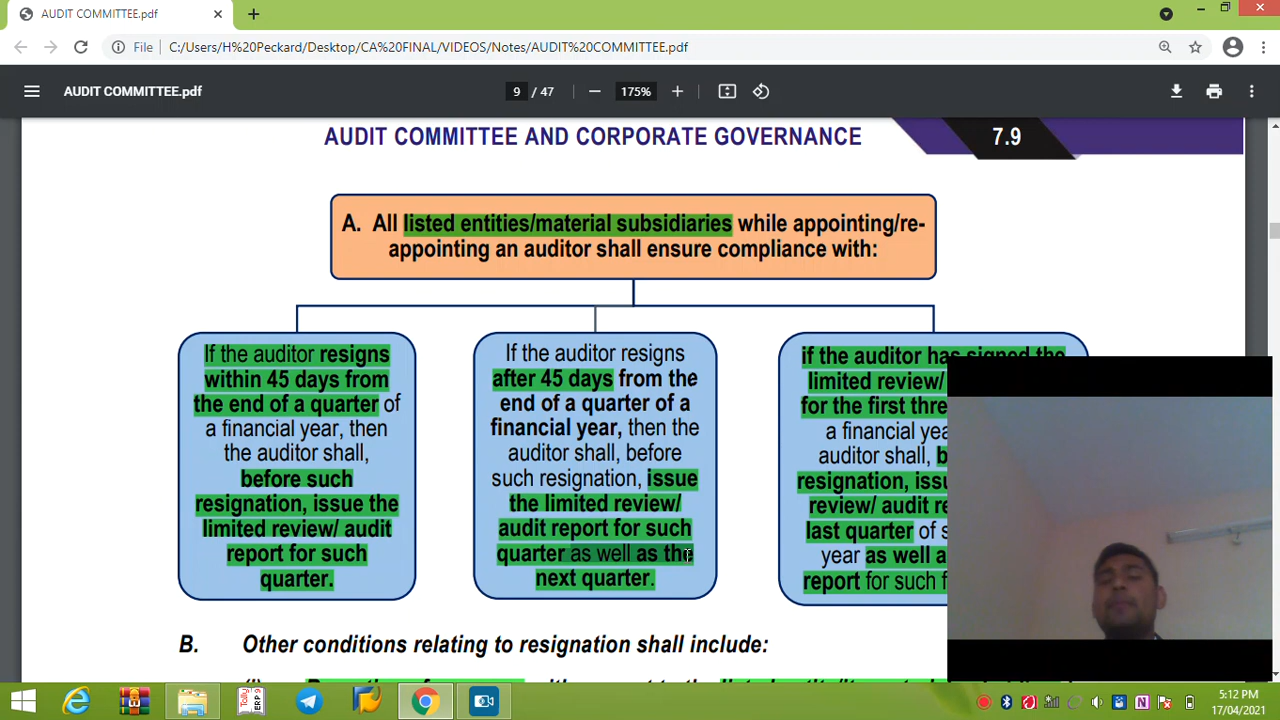 AUDIT COMMITTEE.pdf
File
C:/Users/H%20Peckard/Desktop/CA%20FINAL/VIDEOS/Notes/AUDIT%20COMMITTEE.pdf
AUDIT COMMITTEE.pdf
9 / 47
175%
AUDIT COMMITTEE AND CORPORATE GOVERNANCE
7.9
A. All listed entities/material subsidiaries while appointing/re-
appointing an auditor shall ensure compliance with:
If the auditor resigns
within 45 days from
the end of a quarter of
a financial year, then
the auditor shall,
before such
resignation, issue the
limited review/ audit
report for such
quarter.
If the auditor resigns
after 45 days from the
end of a quarter of a
financial year, then the
auditor shall, before
such resignation, issue
the limited review/
audit report for such
quarter as well as the
next quarter.
if the auditor has signed the
limited review/
for the first
a financial
auditor shall,
resignation,
review/ audit
last quarter of
year as well
report for such
B. Other conditions relating to resignation shall include:
Tally
ERP 9
5:12 PM
17/04/2021